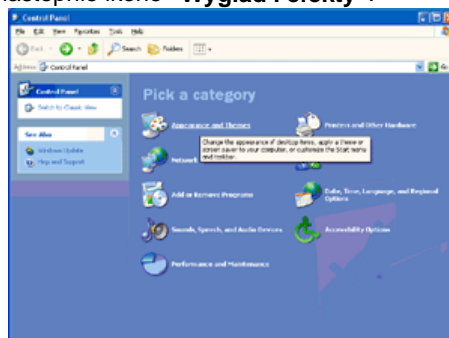 "Wygląd i efekty".
Control Panel
File Edit View Favorites Tools Help
Back Search Folders
Address Control Panel Go
Control Panel
Switch to Classic View
See Also
Windows Update
Help and Support
Pick a category
Appearance and Themes
Printers and Other Hardware
Change the appearance of desktop items, apply a theme or
screen saver to your computer, or customize the Start menu
and taskbar.
Network
Add or Remove Programs
Date, Time, Language, and Regional
Options
Sounds, Speech, and Audio Devices
Accessibility Options
Performance and Maintenance